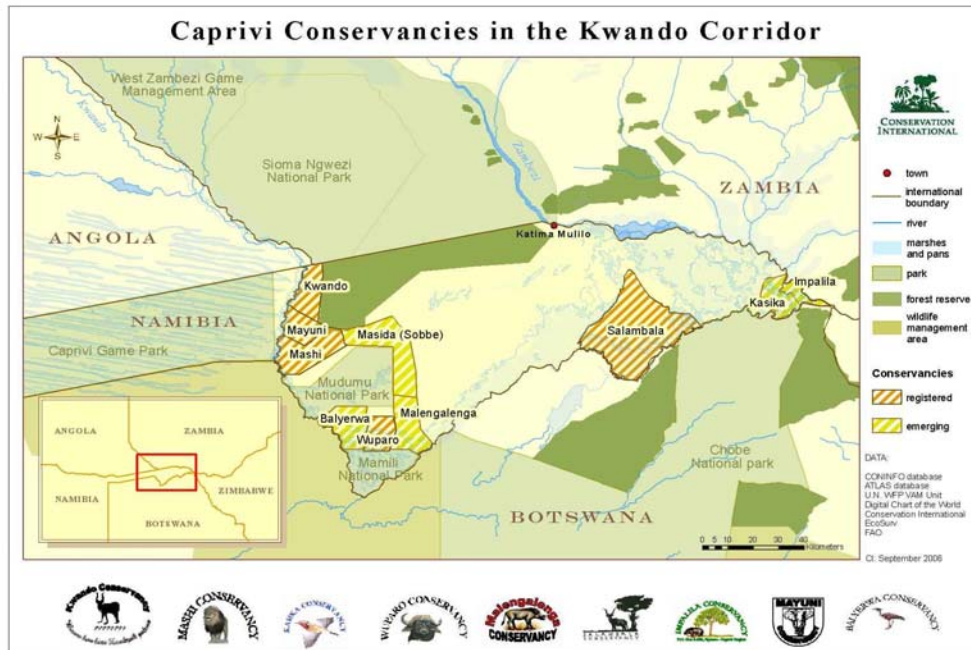 Caprivi Conservancies in the Kwando Corridor
West Zambezi Game
Management Area
Kwando
N
W E
S
Sioma Ngwezi
National Park
Zambezi
ZAMBIA
ANGOLA
Katima Mulilo
Kwando
Impalila
Kasika
NAMIBIA
Mayuni
Masida (Sobbe)
Salambala
Mashi
Caprivi Game Park
Mudumu
National Park
Balyerwa
Malengalenga
Wuparo
Mamili
National Park
Chobe
National park
BOTSWANA
ANGOLA
ZAMBIA
NAMIBIA
ZIMBABWE
BOTSWANA
0 5 10 20 30 40
Kilometers
CONSERVATION
INTERNATIONAL
town
international
boundary
river
marshes
and pans
park
forest reserve
wildlife
management
area
Conservancies
registered
emerging
DATA:
CONINFO database
ATLAS database
U.N. WFP VAM Unit
Digital Chart of the World
Conservation International
EcoSurv
FAO
CI: September 2006
Kwando Conservancy
MASHI CONSERVANCY
KASIKA CONSERVANCY
WUPARO CONSERVANCY
Malengalenga
CONSERVANCY
IMPALILA CONSERVANCY
MAYUNI
BALYERWA CONSERVANCY